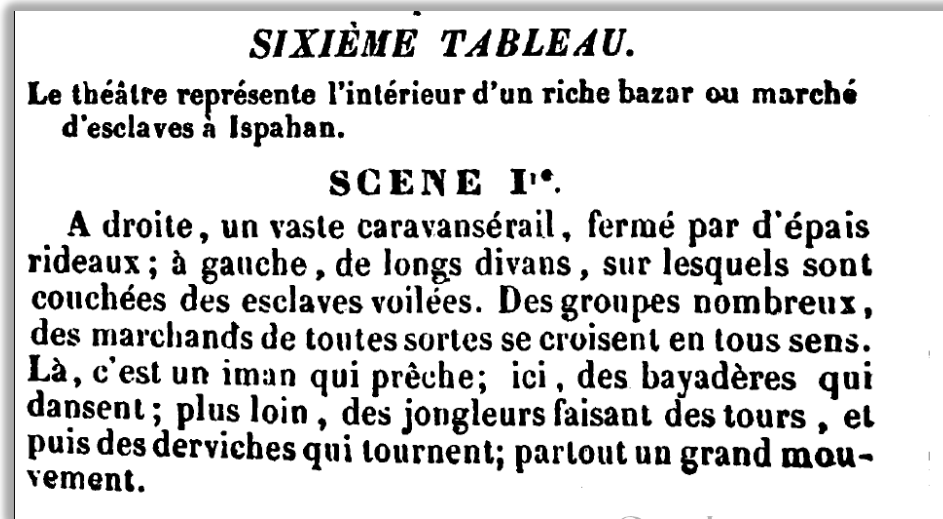 SIXIÈME TABLEAU.
Le théâtre représente l'intérieur d'un riche bazar ou marché
d'esclaves à Ispahan.
SCENE Ire.
A droite, un vaste caravansérail, fermé par d'épais
rideaux; à gauche, de longs divans, sur lesquels sont
couchées des esclaves voilées. Des groupes nombreux,
des marchands de toutes sortes se croisent en tous sens.
Là, c'est un iman qui prêche; ici, des bayadères qui
dansent; plus loin, des jongleurs faisant des tours, et
puis des derviches qui tournent; partout un grand mou-
vement.